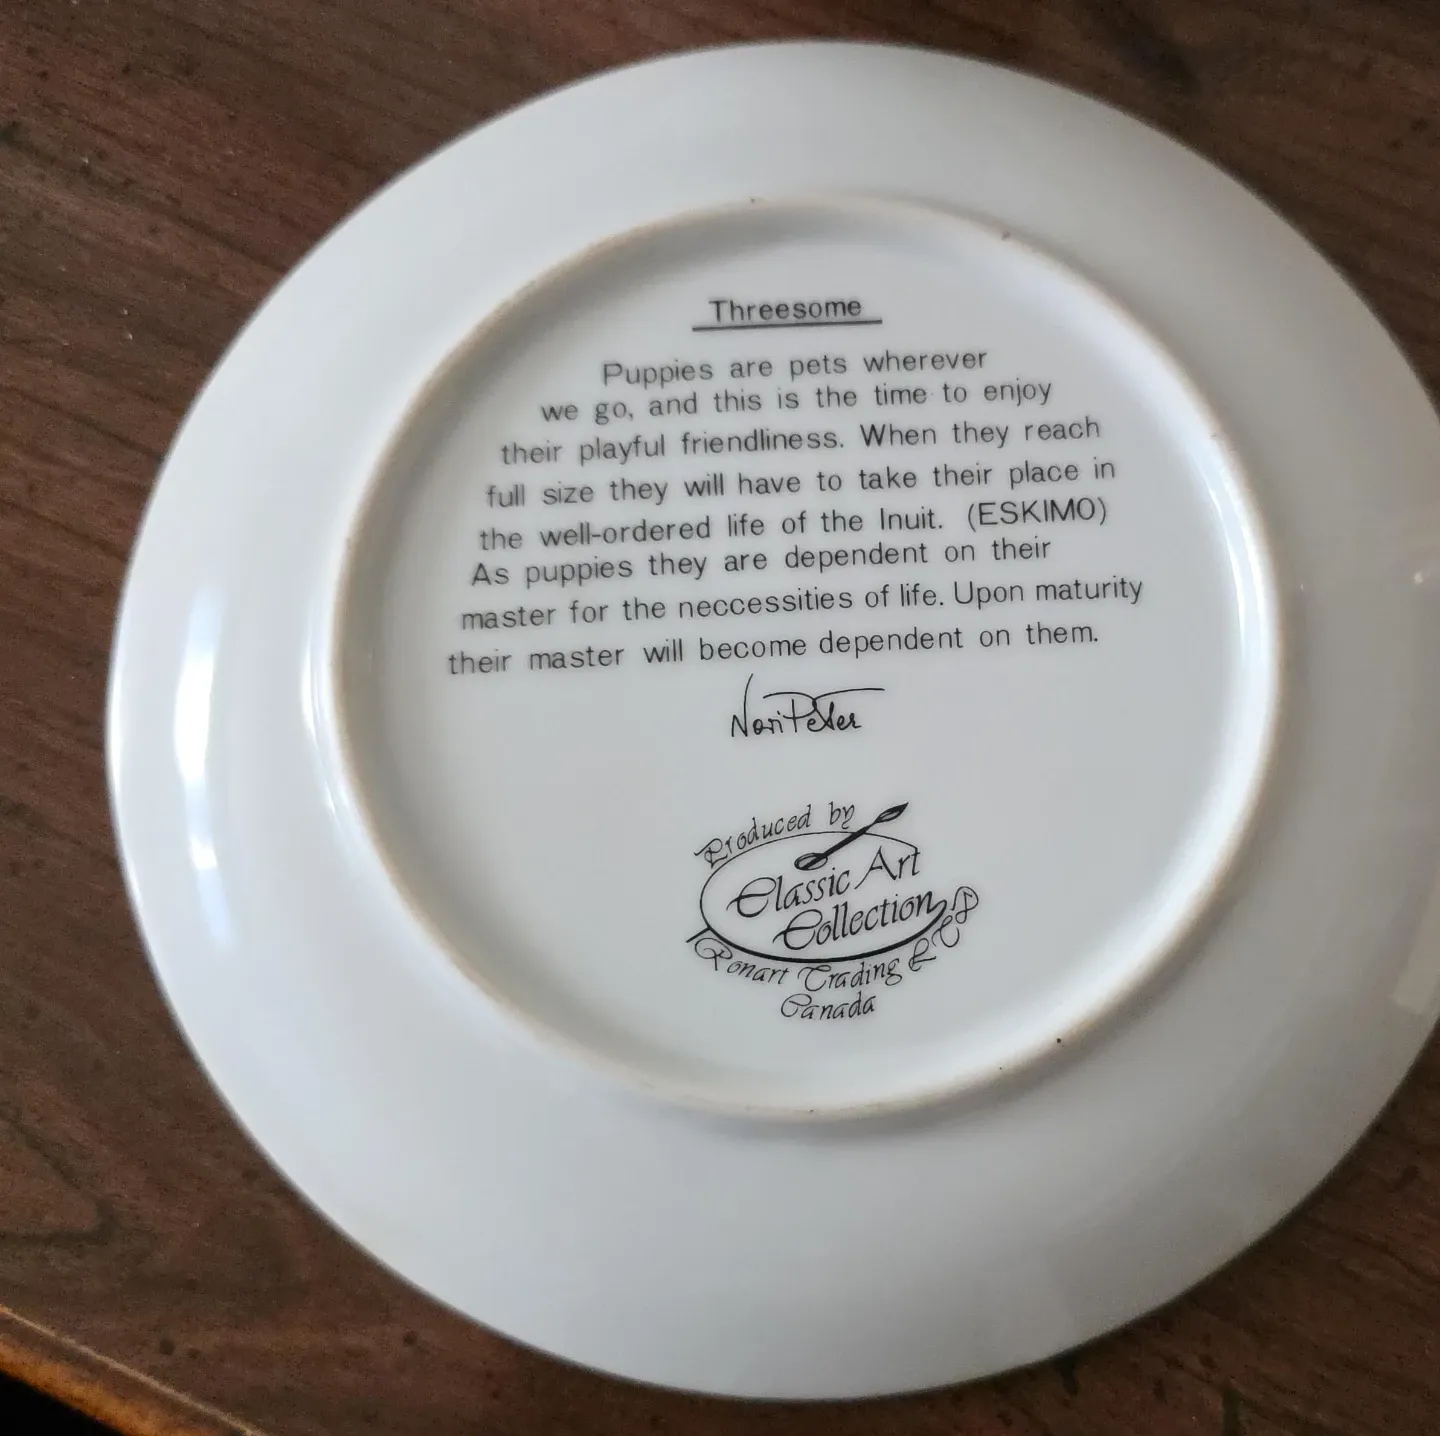 Threesome
Puppies are pets wherever
we go, and this is the time to enjoy
their playful friendliness. When they reach
full size they will have to take their place in
the well-ordered life of the Inuit. (ESKIMO)
As puppies they are dependent on their
master for the neccessities of life. Upon maturity
their master will become dependent on them.
Nori Peter
Produced by
Classic Art
Collection
Ronart Trading LTD
Canada